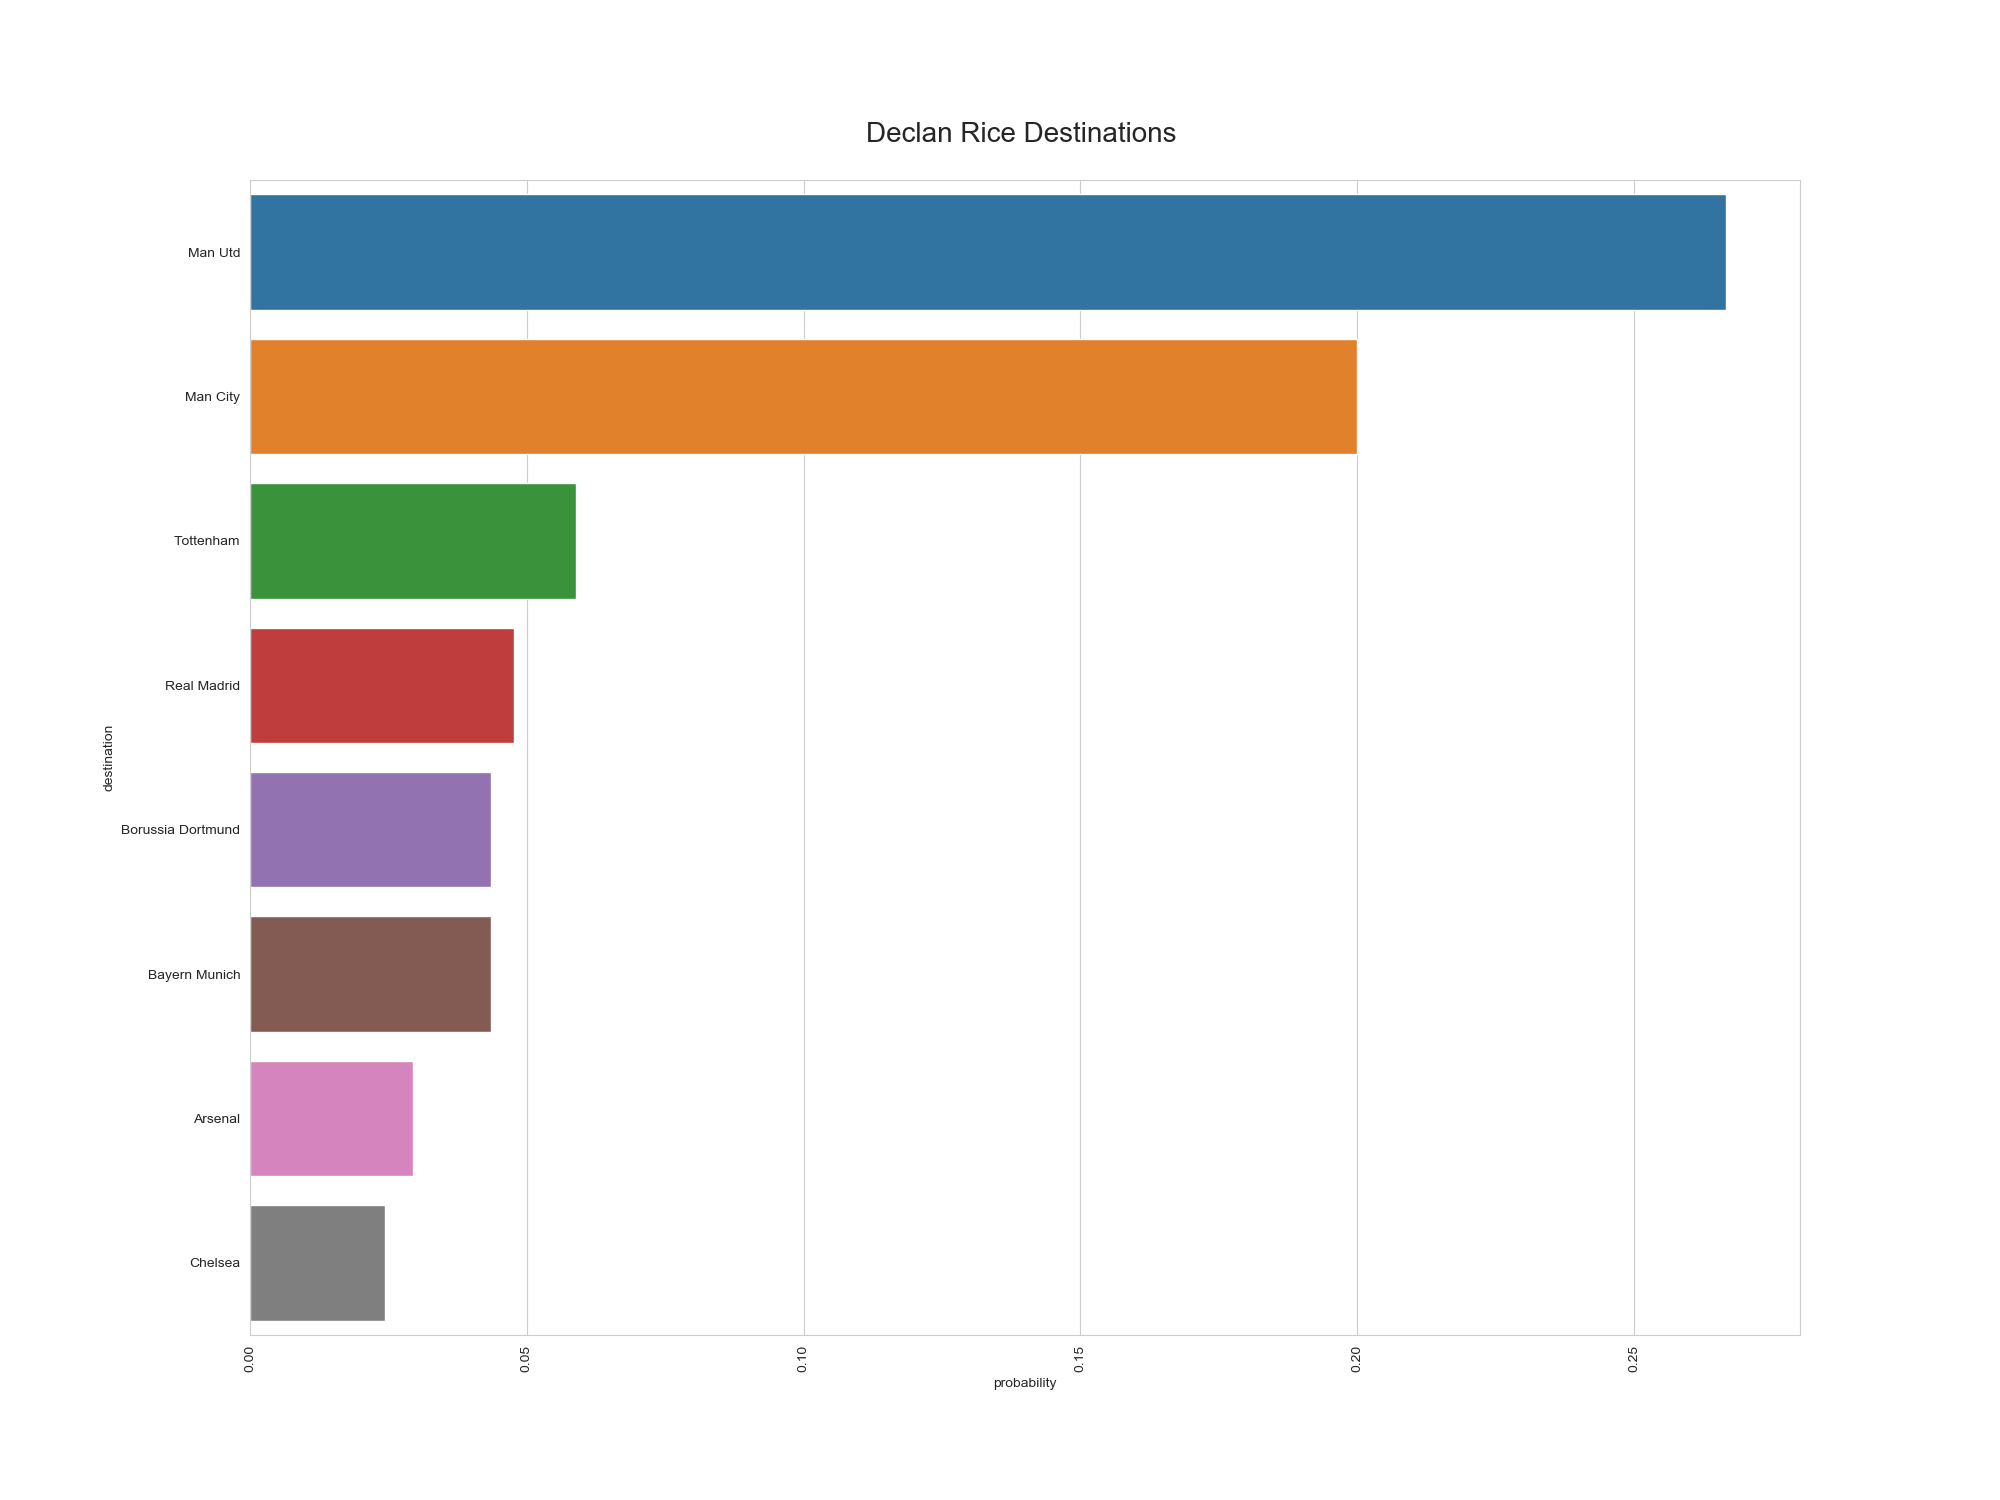 Declan Rice Destinations
Man Utd
Man City
Tottenham
Real Madrid
destination
Borussia Dortmund
Bayern Munich
Arsenal
Chelsea
0.00
0.05
0.10
0.15
0.20
0.25
probability